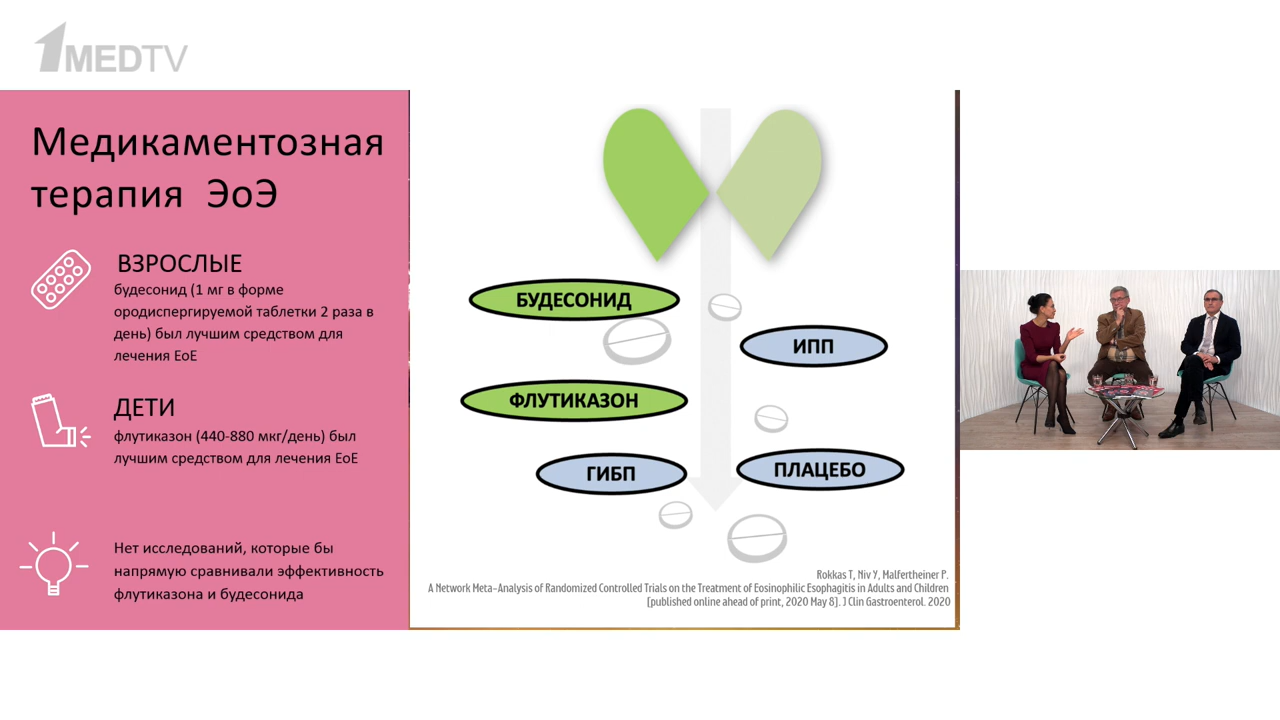 1MEDTV
Медикаментозная
терапия ЭоЭ
ВЗРОСЛЫЕ
будесонид (1 мг в форме
ородиспергируемой таблетки 2 раза в
день) был лучшим средством для
лечения ЕоЕ
ДЕТИ
флутиказон (440-880 мкг/день) был
лучшим средством для лечения ЕоЕ
Нет исследований, которые бы
напрямую сравнивали эффективность
флутиказона и будесонида
БУДЕСОНИД
ИПП
ФЛУТИКАЗОН
ГИБП
ПЛАЦЕБО
Rokkas T, Niv Y, Malfertheiner P.
A Network Meta-Analysis of Randomized Controlled Trials on the Treatment of Eosinophilic Esophagitis in Adults and Children
[published online ahead of print, 2020 May 8]. J Clin Gastroenterol. 2020